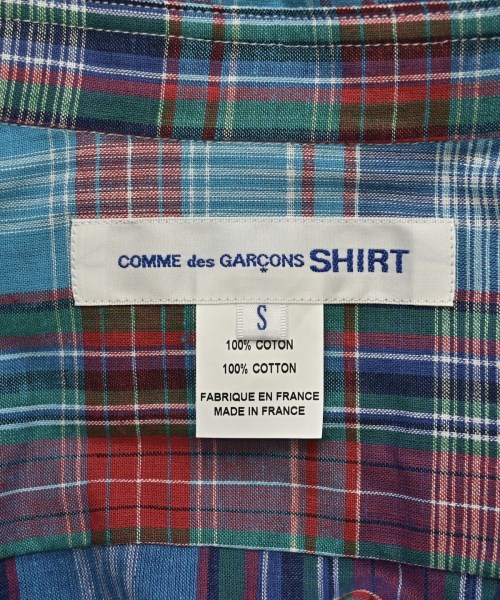 COMME des GARÇONS SHIRT
S
100% COTON
100% COTTON
FABRIQUE EN FRANCE
MADE IN FRANCE